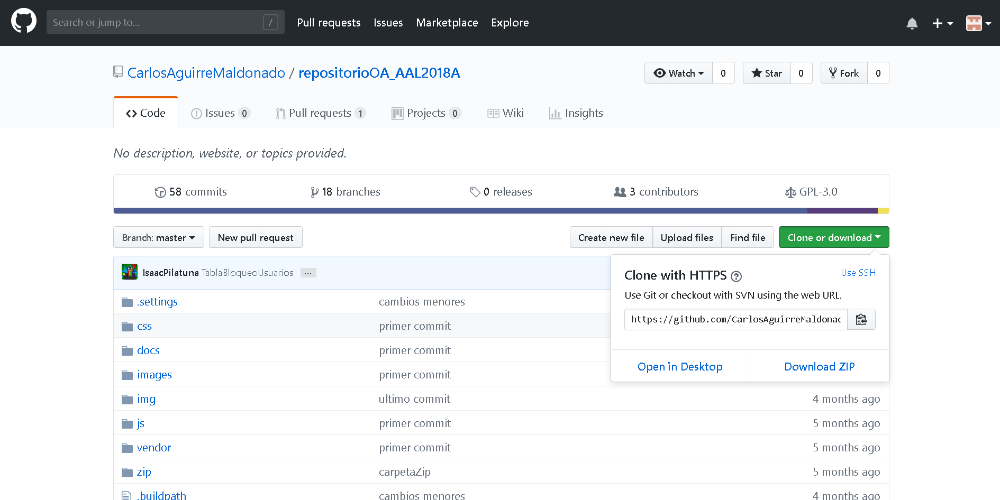 Search or jump to... / Pull requests Issues Marketplace Explore
CarlosAguirreMaldonado / repositorioOA_AAL2018A Watch 0 Star 0 Fork 0
Code Issues 0 Pull requests 1 Projects 0 Wiki Insights
No description, website, or topics provided.
58 commits 18 branches 0 releases 3 contributors GPL-3.0
Branch: master New pull request Create new file Upload files Find file Clone or download
IsaacPilatuna TablaBloqueoUsuarios ...
Clone with HTTPS ? Use SSH
Use Git or checkout with SVN using the web URL.
https://github.com/CarlosAguirreMaldonad
Open in Desktop Download ZIP
.settings cambios menores
css primer commit
docs primer commit
images primer commit
img ultimo commit 4 months ago
js primer commit 5 months ago
vendor primer commit 5 months ago
zip carpetaZip 5 months ago
.buildpath cambios menores 4 months ago